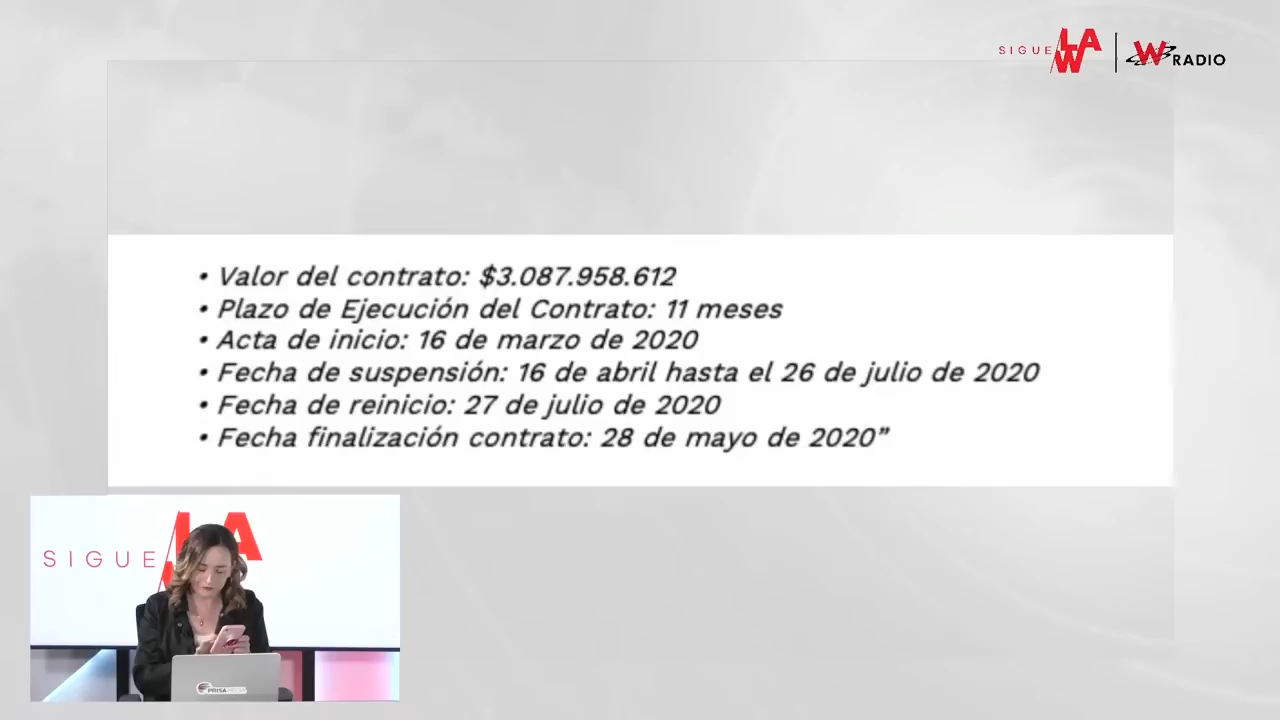 SIGUE LA W | W RADIO
• Valor del contrato: $3.087.958.612
• Plazo de Ejecución del Contrato: 11 meses
• Acta de inicio: 16 de marzo de 2020
• Fecha de suspensión: 16 de abril hasta el 26 de julio de 2020
• Fecha de reinicio: 27 de julio de 2020
• Fecha finalización contrato: 28 de mayo de 2020”
SIGUE LA
PRISA MEDIA